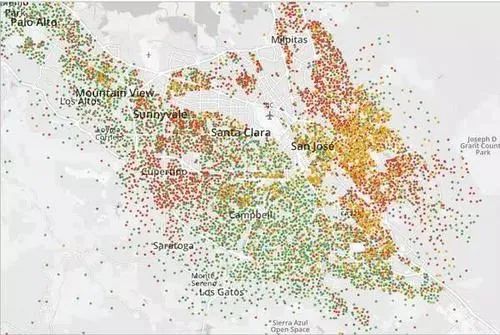 Park
Palo Alto
Milpitas
Mountain View
Los Altos
Sunnyvale
Santa Clara
San José
Joseph D
Grant County
Park
Cupertino
Campbell
Saratoga
Monte
Sereno
Los Gatos
Sierra Azul
Open Space